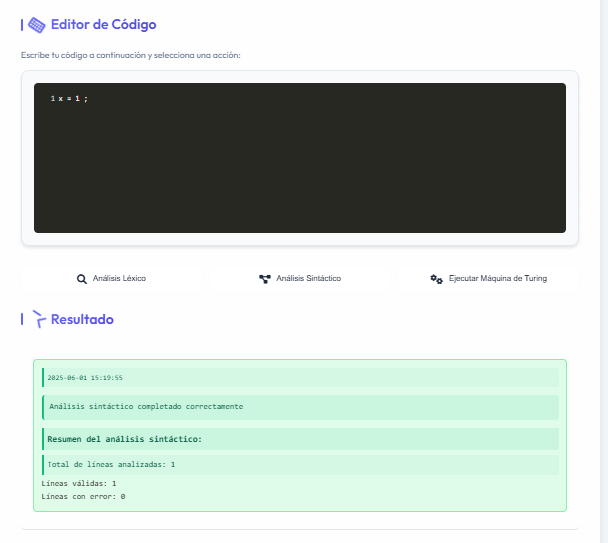 Editor de Código
Escribe tu código a continuación y selecciona una acción:
1 x = 1 ;
Análisis Léxico
Análisis Sintáctico
Ejecutar Máquina de Turing
Resultado
2025-06-01 15:19:55
Análisis sintáctico completado correctamente
Resumen del análisis sintáctico:
Total de líneas analizadas: 1
Líneas válidas: 1
Líneas con error: 0